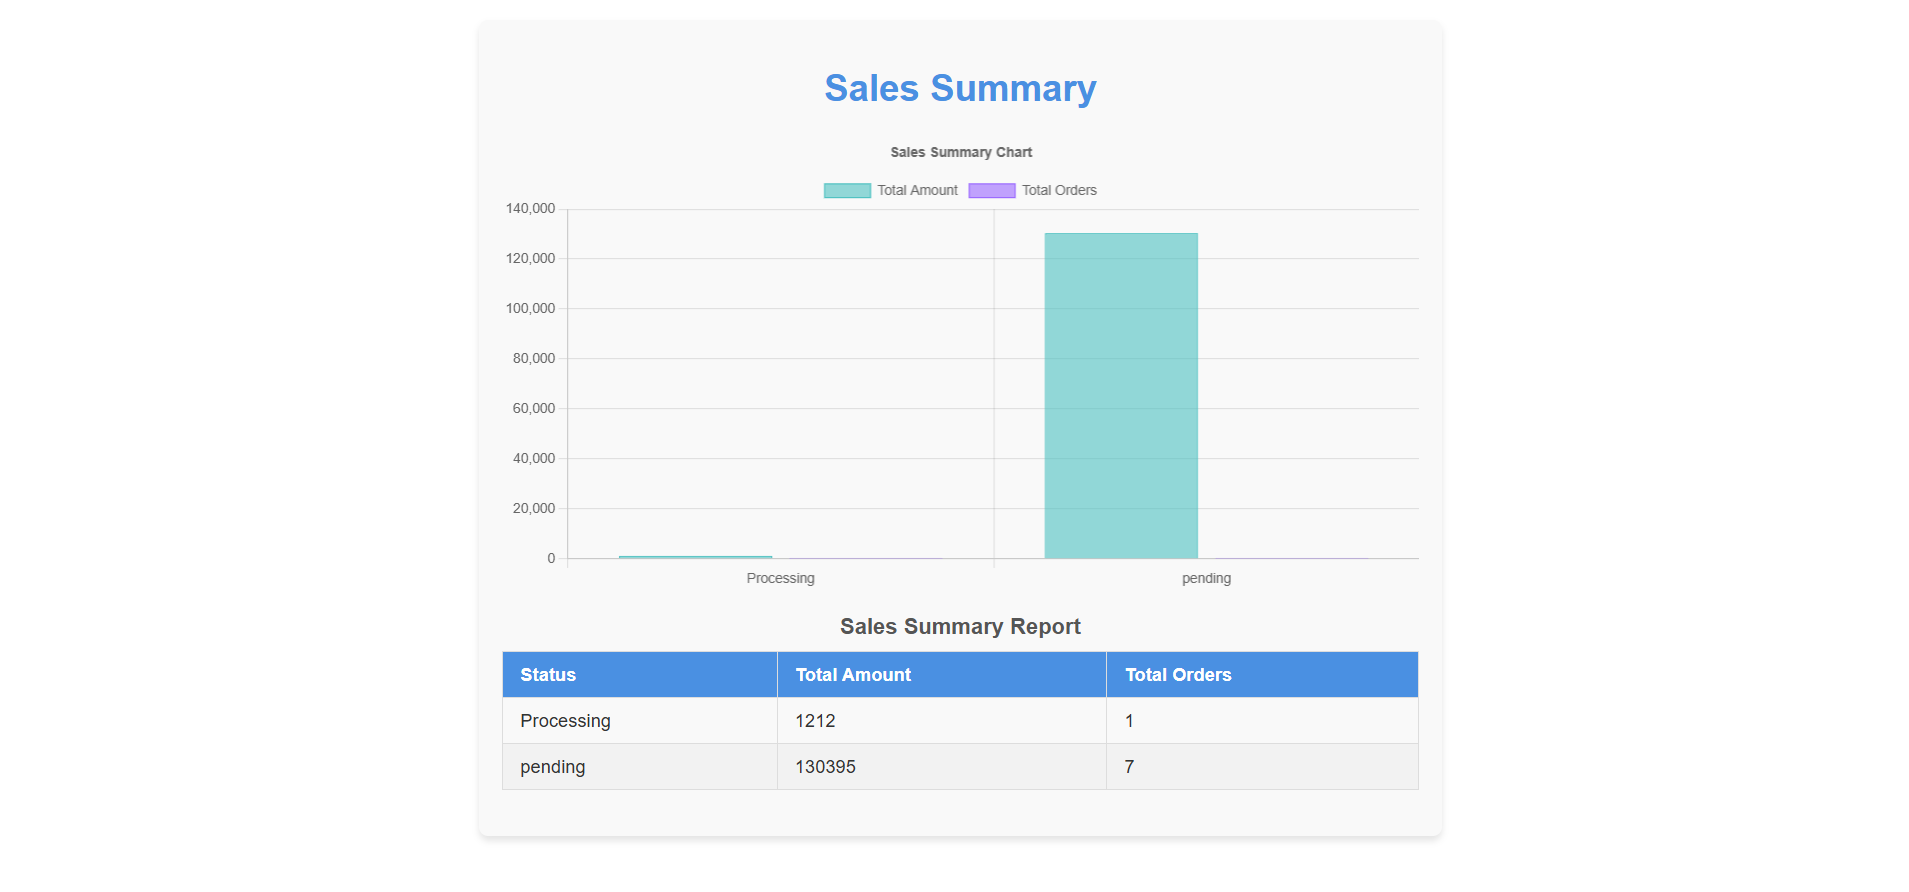 Sales Summary
Sales Summary Chart
Total Amount Total Orders
140,000
120,000
100,000
80,000
60,000
40,000
20,000
0
Processing pending
Sales Summary Report
Status Total Amount Total Orders
Processing 1212 1
pending 130395 7